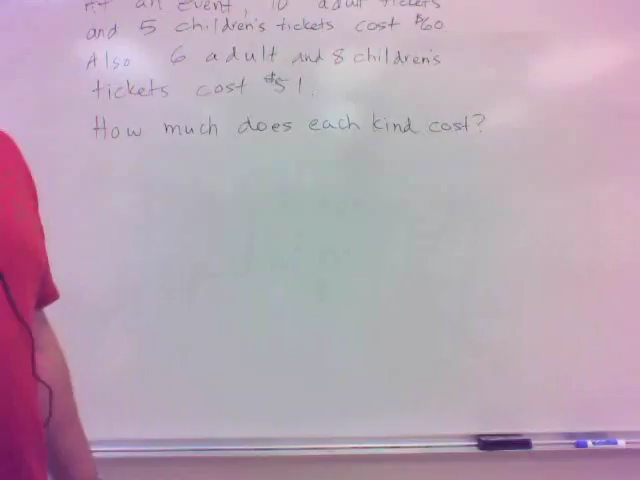 At an event, 10 adult tickets
and 5 children's tickets cost $60
Also 6 adult and 8 children's
tickets cost $51.
How much does each kind cost?